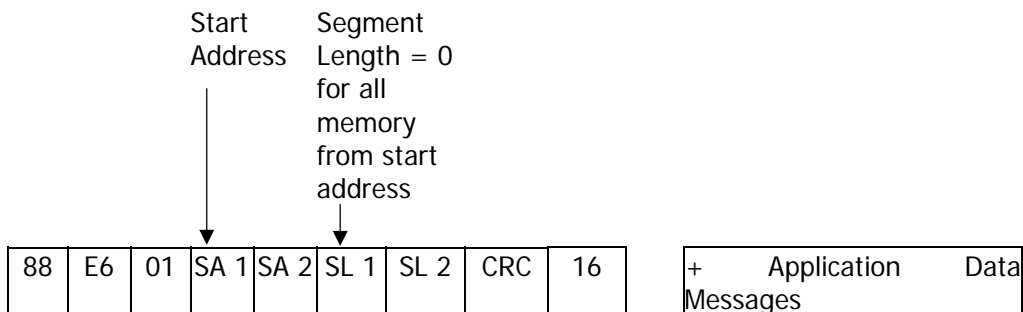 Start
Address
Segment
Length = 0
for all
memory
from start
address
88 E6 01 SA 1 SA 2 SL 1 SL 2 CRC 16
+ Application Data
Messages